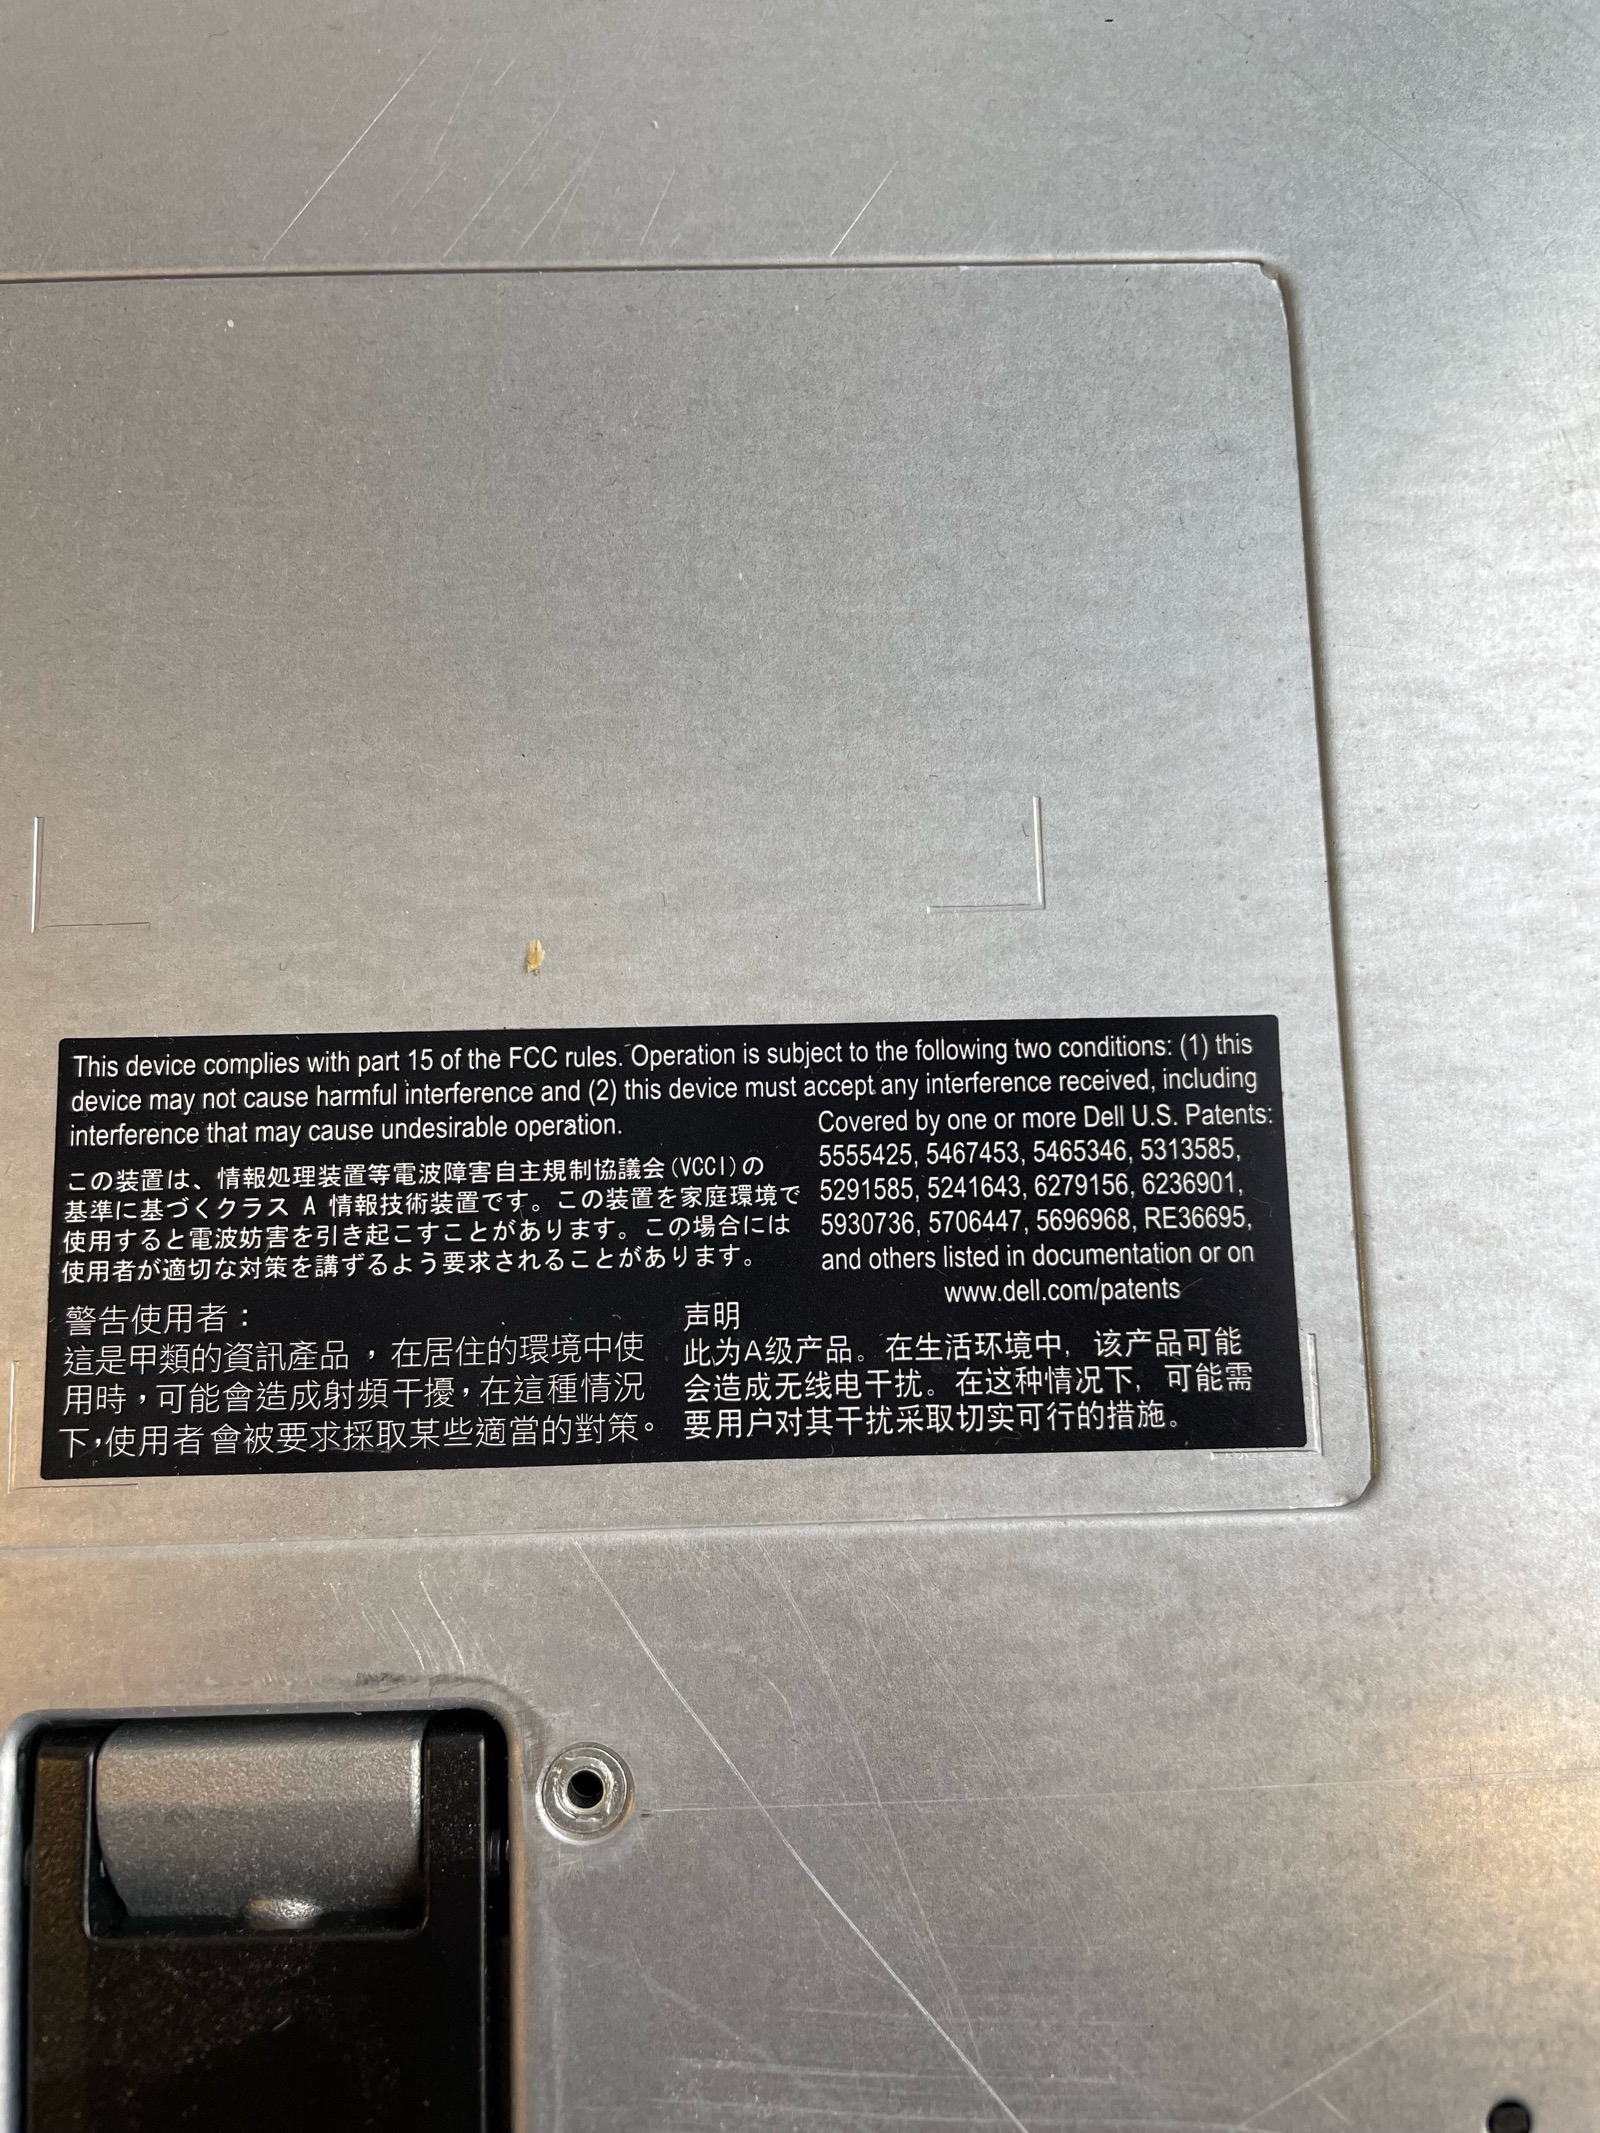 This device complies with part 15 of the FCC rules. Operation is subject to the following two conditions: (1) this
device may not cause harmful interference and (2) this device must accept any interference received, including
interference that may cause undesirable operation.
Covered by one or more Dell U.S. Patents:
5555425, 5467453, 5465346, 5313585,
5291585, 5241643, 6279156, 6236901,
5930736, 5706447, 5696968, RE36695,
and others listed in documentation or on
www.dell.com/patents
この装置は、情報処理装置等電波障害自主規制協議会(VCCI)の
基準に基づくクラス A 情報技術装置です。この装置を家庭環境で
使用すると電波妨害を引き起こすことがあります。この場合には
使用者が適切な対策を講ずるよう要求されることがあります。
警告使用者：
這是甲類的資訊產品，在居住的環境中使
用時，可能會造成射頻干擾，在這種情況
下，使用者會被要求採取某些適當的對策。
声明
此为A级产品。在生活环境中，该产品可能
会造成无线电干扰。在这种情况下，可能需
要用户对其干扰采取切实可行的措施。